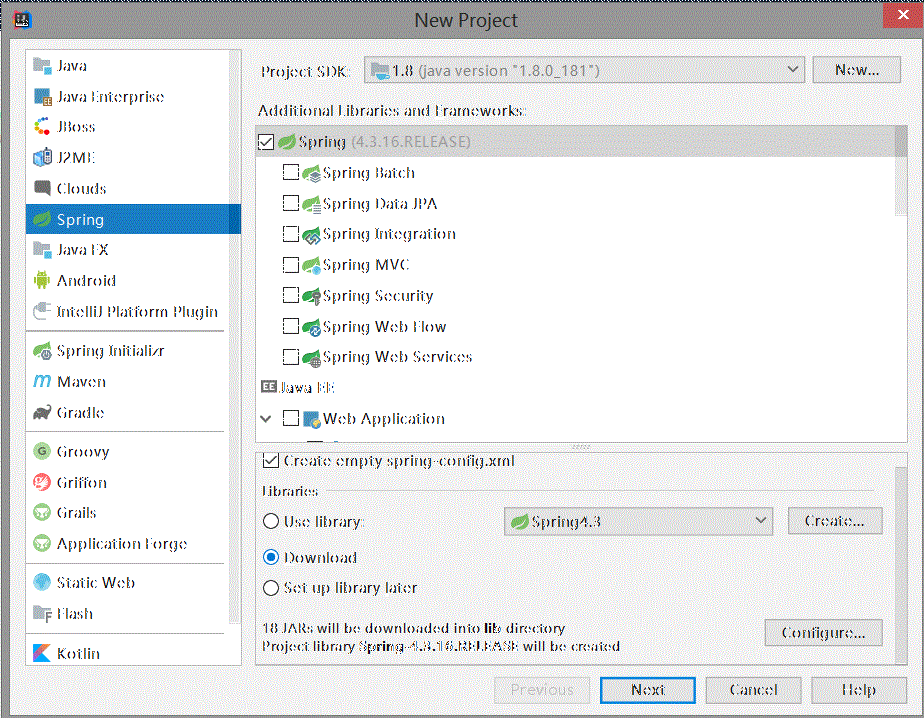 New Project
Java
Java Enterprise
JBoss
J2ME
Clouds
Spring
Java FX
Android
IntelliJ Platform Plugin
Spring Initializr
Maven
Gradle
Groovy
Griffon
Grails
Application Forge
Static Web
Flash
Kotlin
Project SDK:
1.8 (java version "1.8.0_181")
New...
Additional Libraries and Frameworks:
Spring (4.3.16.RELEASE)
Spring Batch
Spring Data JPA
Spring Integration
Spring MVC
Spring Security
Spring Web Flow
Spring Web Services
Java EE
Web Application
Create empty spring-config.xml
Libraries
Use library:
Spring4.3
Create...
Download
Set up library later
18 JARs will be downloaded into lib directory
Project library Spring-4.3.16.RELEASE will be created
Configure...
Previous
Next
Cancel
Help